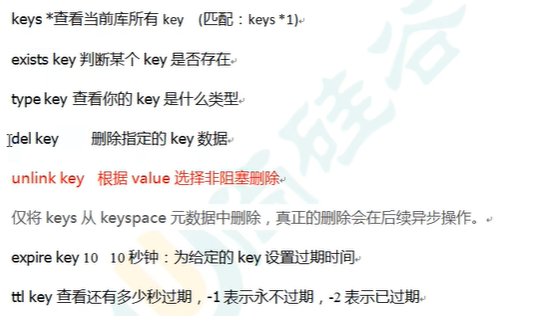 keys *查看当前库所有 key (匹配：keys *1)
exists key 判断某个 key 是否存在
type key 查看你的 key 是什么类型
del key 删除指定的 key 数据
unlink key 根据 value 选择非阻塞删除
仅将 keys 从 keyspace 元数据中删除，真正的删除会在后续异步操作。
expire key 10 10 秒钟：为给定的 key 设置过期时间
ttl key 查看还有多少秒过期，-1 表示永不过期，-2 表示已过期